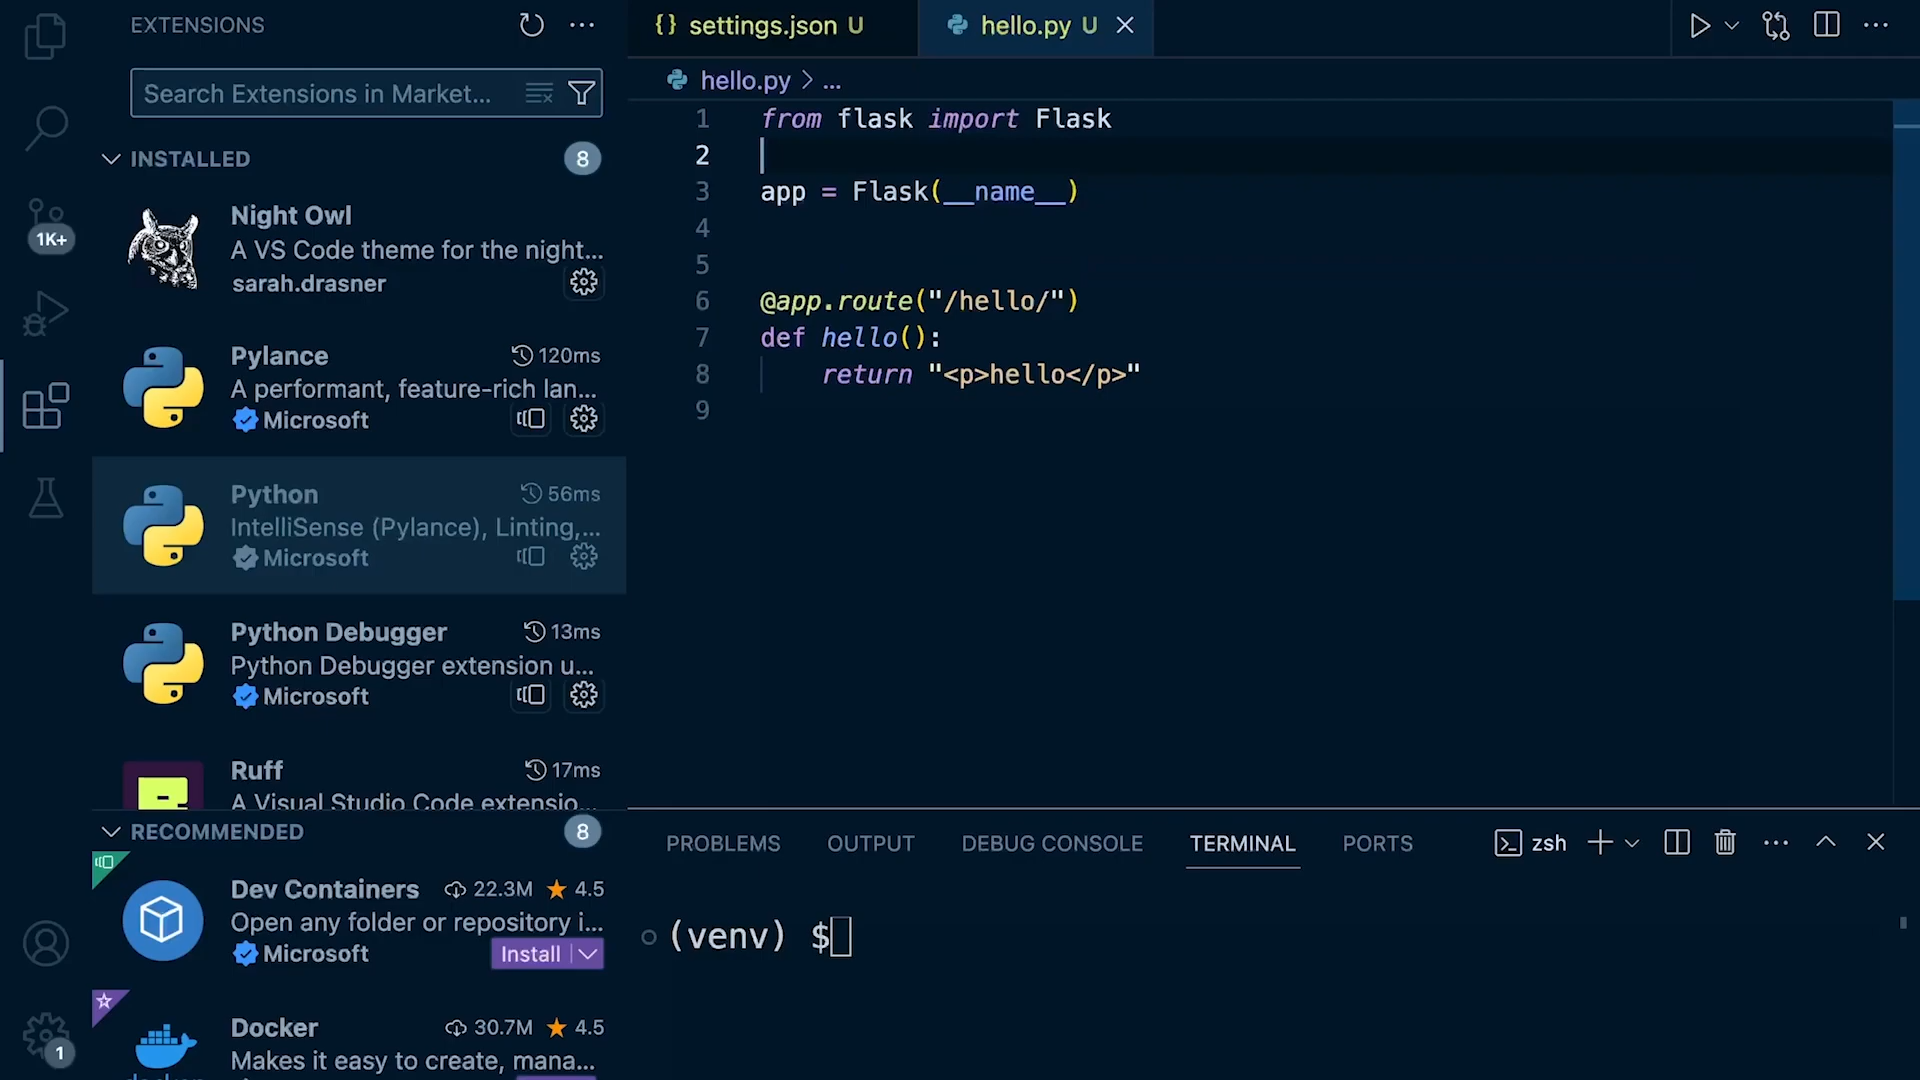 EXTENSIONS
Search Extensions in Market...
INSTALLED 8
Night Owl
A VS Code theme for the night...
sarah.drasner
Pylance 120ms
A performant, feature-rich lan...
Microsoft
Python 56ms
IntelliSense (Pylance), Linting,...
Microsoft
Python Debugger 13ms
Python Debugger extension u...
Microsoft
Ruff 17ms
A Visual Studio Code extensio...
RECOMMENDED 8
Dev Containers 22.3M ★ 4.5
Open any folder or repository i...
Microsoft Install
Docker 30.7M ★ 4.5
Makes it easy to create, mana...
1K+
1
{} settings.json U
hello.py U
hello.py > ...
1 from flask import Flask
2
3 app = Flask(__name__)
4
5
6 @app.route("/hello/")
7 def hello():
8     return "<p>hello</p>"
9
PROBLEMS OUTPUT DEBUG CONSOLE TERMINAL PORTS zsh
(venv) $